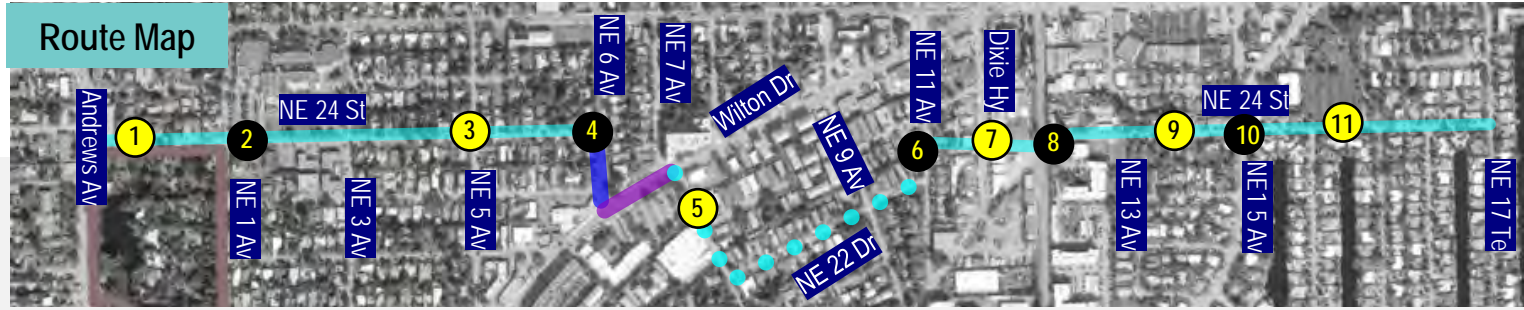 Route Map
Andrews Av
1
2
NE 1 Av
NE 24 St
NE 3 Av
3
NE 5 Av
4
NE 6 Av
NE 7 Av
5
Wilton Dr
NE 22 Dr
NE 9 Av
6
NE 11 Av
7
Dixie Hy
8
NE 13 Av
9
NE 24 St
10
NE1 5 Av
11
NE 17 Te